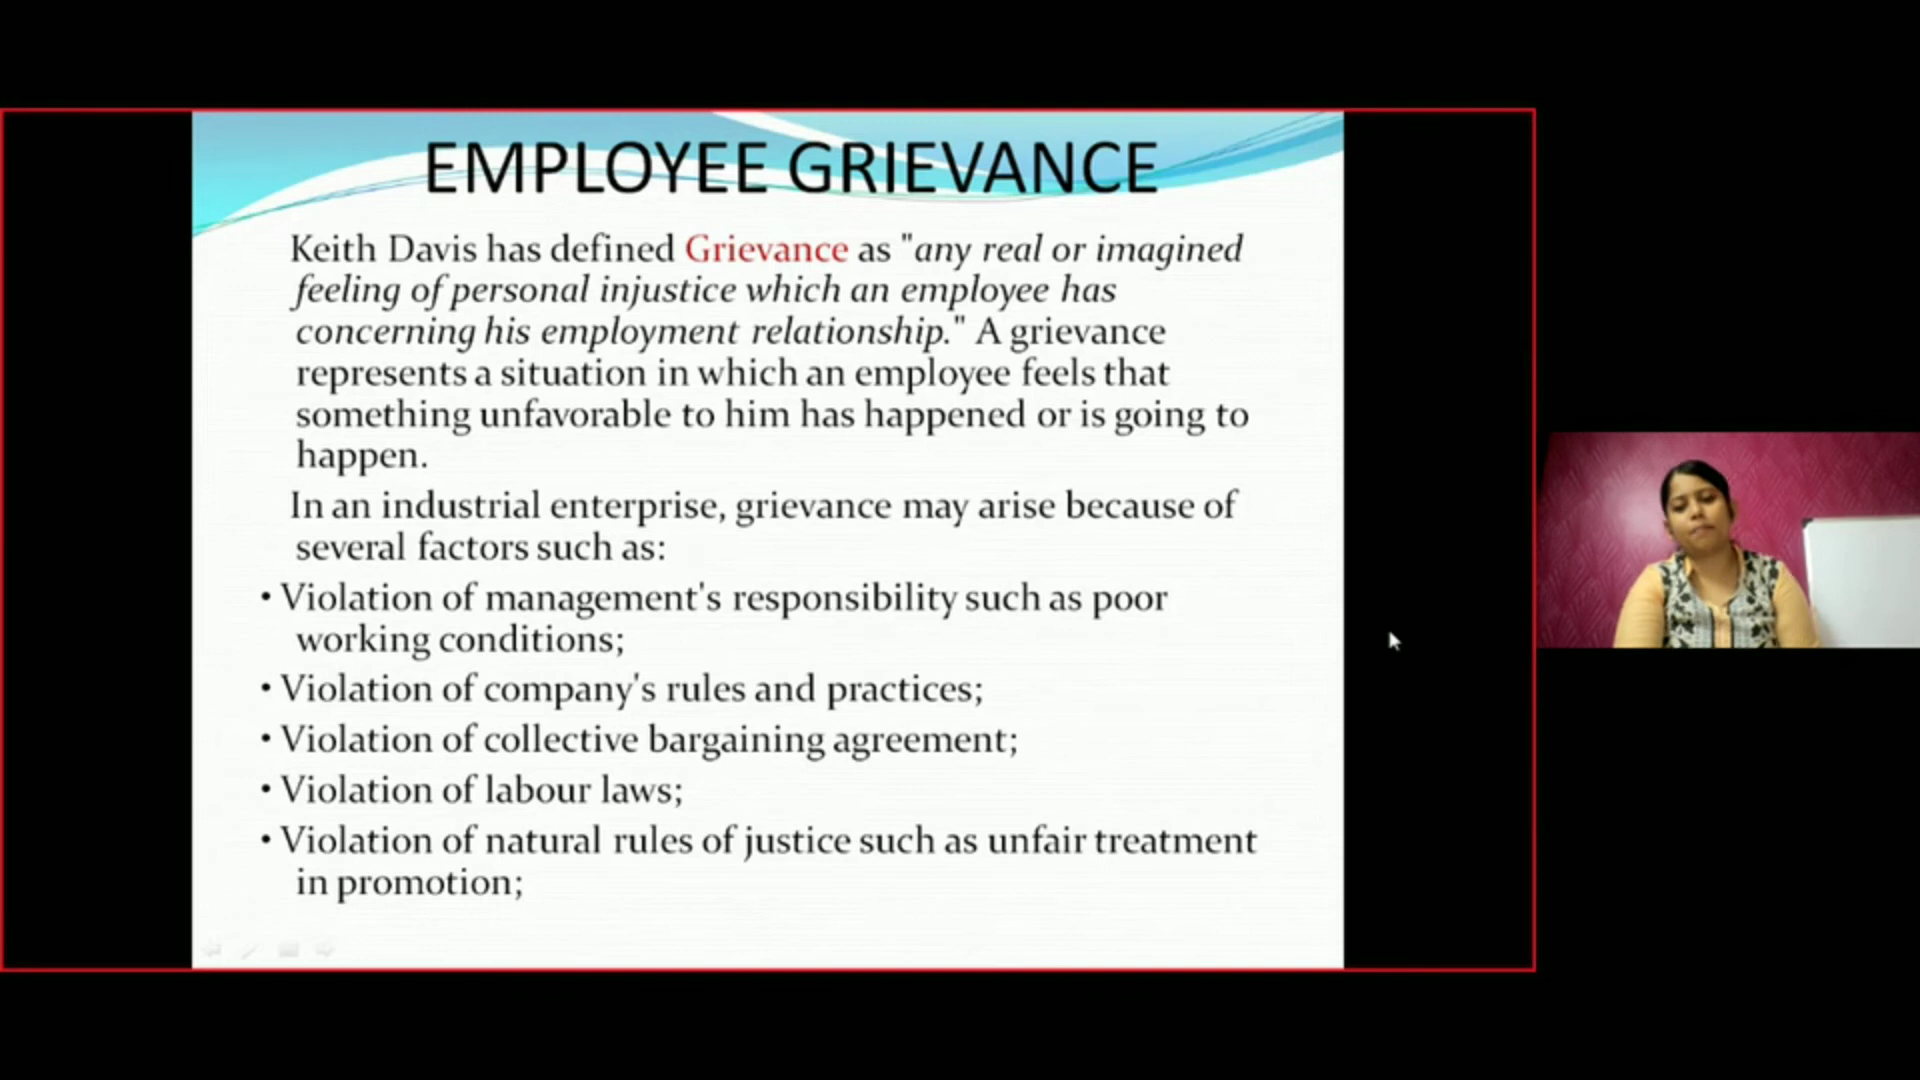 EMPLOYEE GRIEVANCE
Keith Davis has defined Grievance as "any real or imagined
feeling of personal injustice which an employee has
concerning his employment relationship." A grievance
represents a situation in which an employee feels that
something unfavorable to him has happened or is going to
happen.
In an industrial enterprise, grievance may arise because of
several factors such as:
• Violation of management's responsibility such as poor
working conditions;
• Violation of company's rules and practices;
• Violation of collective bargaining agreement;
• Violation of labour laws;
• Violation of natural rules of justice such as unfair treatment
in promotion;